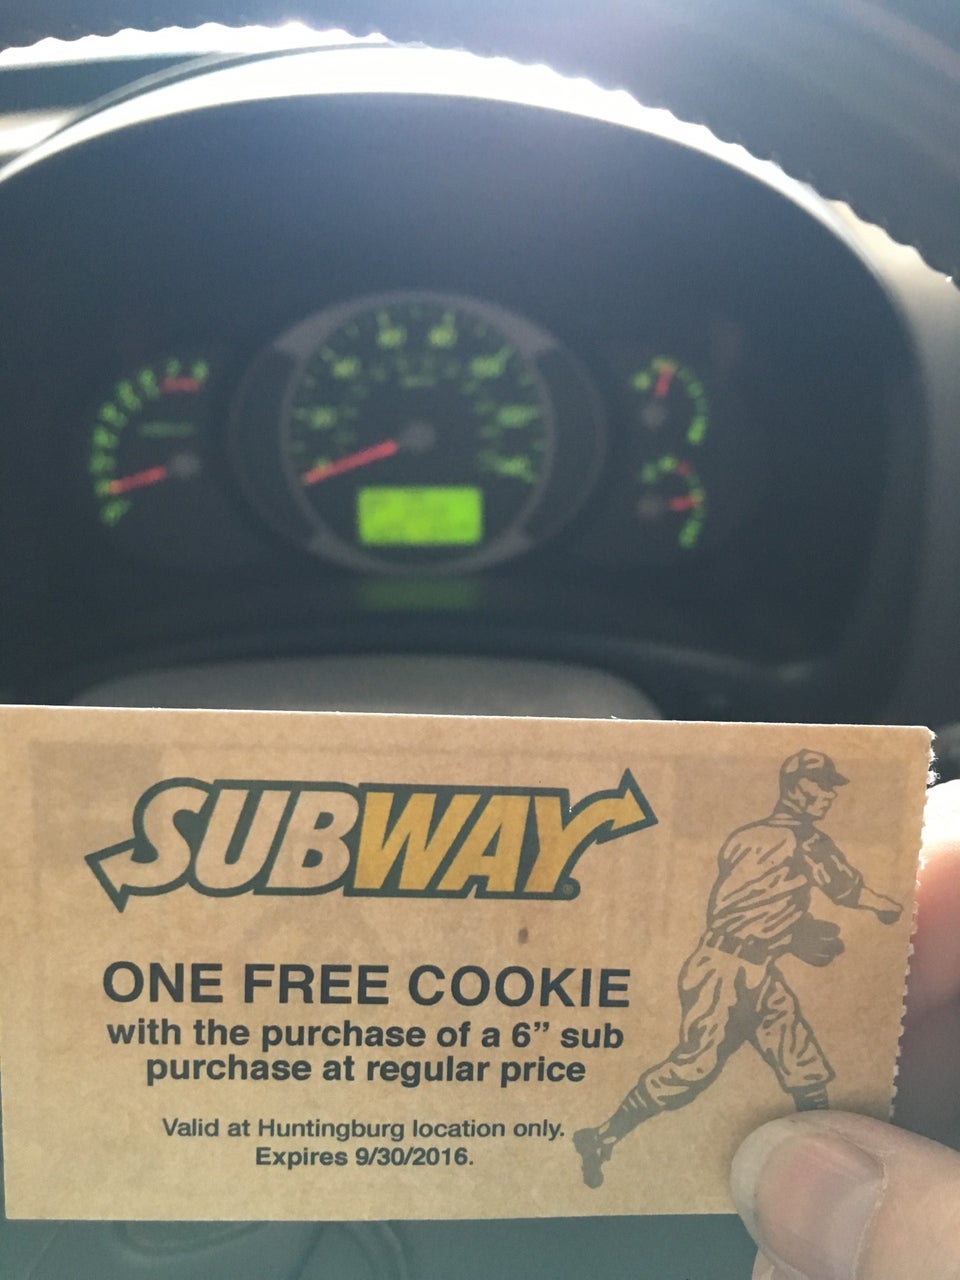 SUBWAY®
ONE FREE COOKIE
with the purchase of a 6” sub
purchase at regular price
Valid at Huntingburg location only.
Expires 9/30/2016.